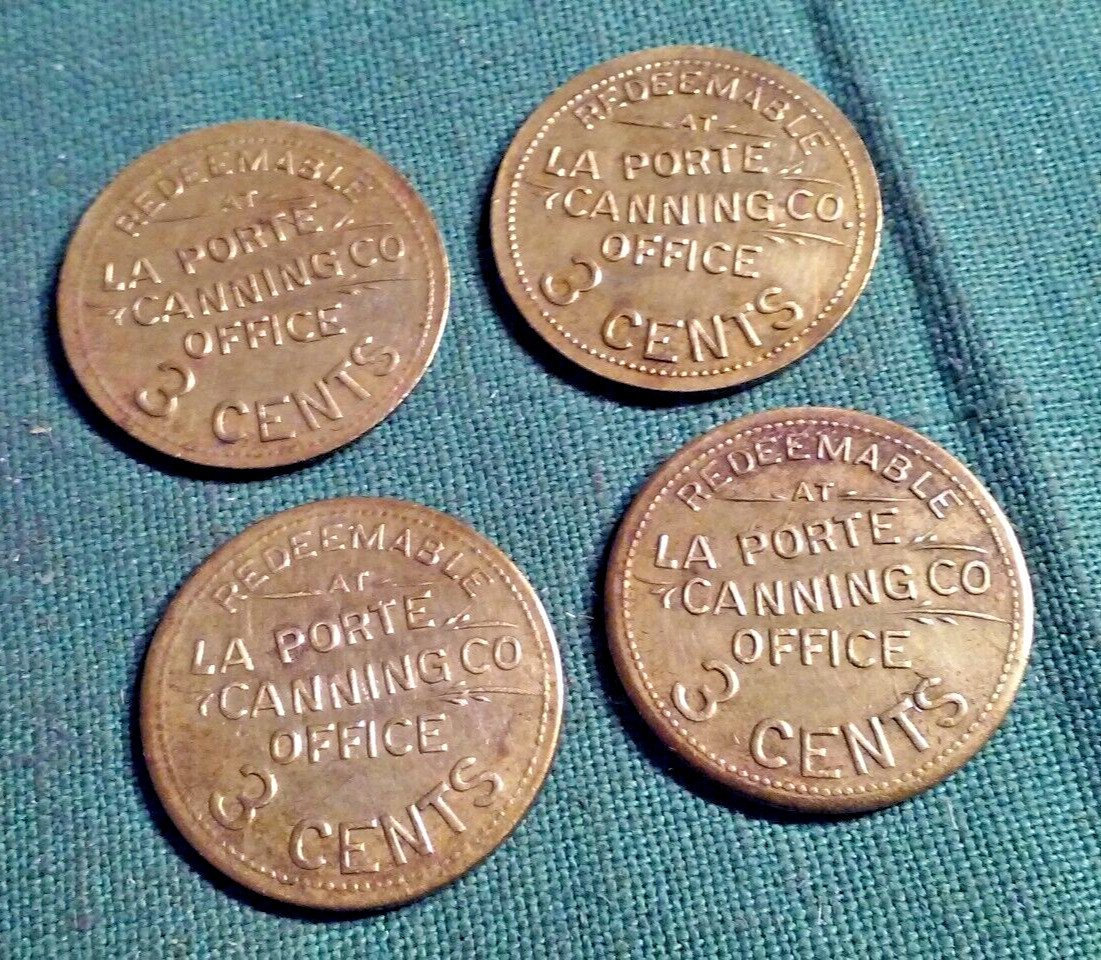 REDEEMABLE
AT
LA PORTE
CANNING CO
OFFICE
3 CENTS
REDEEMABLE
AT
LA PORTE
CANNING CO.
OFFICE
3 CENTS
REDEEMABLE
AT
LA PORTE
CANNING CO
OFFICE
3 CENTS
REDEEMABLE
AT
LA PORTE
CANNING CO
OFFICE
3 CENTS